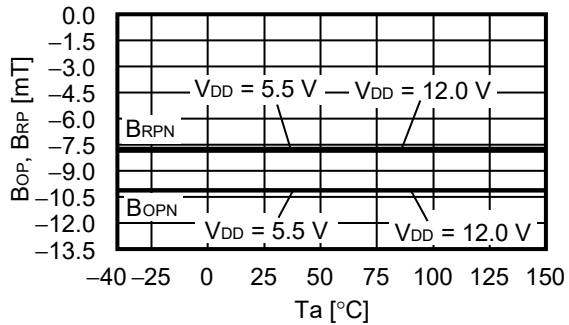 BOP, BRP [mT]
0.0
−1.5
−3.0
−4.5
−6.0
−7.5
−9.0
−10.5
−12.0
−13.5
VDD = 5.5 V
VDD = 12.0 V
BRPN
BOPN
VDD = 5.5 V
VDD = 12.0 V
−40 −25 0 25 50 75 100 125 150
Ta [°C]